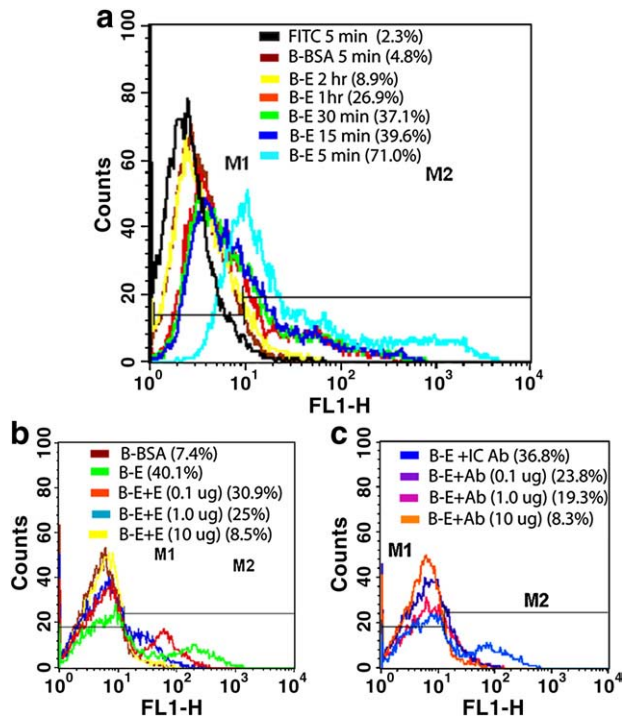 a
FITC 5 min (2.3%)
B-BSA 5 min (4.8%)
B-E 2 hr (8.9%)
B-E 1hr (26.9%)
B-E 30 min (37.1%)
B-E 15 min (39.6%)
B-E 5 min (71.0%)
M1
M2
Counts
100
80
60
40
20
0
10^0
10^1
10^2
10^3
10^4
FL1-H
b
B-BSA (7.4%)
B-E (40.1%)
B-E+E (0.1 ug) (30.9%)
B-E+E (1.0 ug) (25%)
B-E+E (10 ug) (8.5%)
M1
M2
Counts
100
80
60
40
20
0
10^0
10^1
10^2
10^3
10^4
FL1-H
c
B-E +IC Ab (36.8%)
B-E+Ab (0.1 ug) (23.8%)
B-E+Ab (1.0 ug) (19.3%)
B-E+Ab (10 ug) (8.3%)
M1
M2
Counts
100
80
60
40
20
0
10^0
10^1
10^2
10^3
10^4
FL1-H